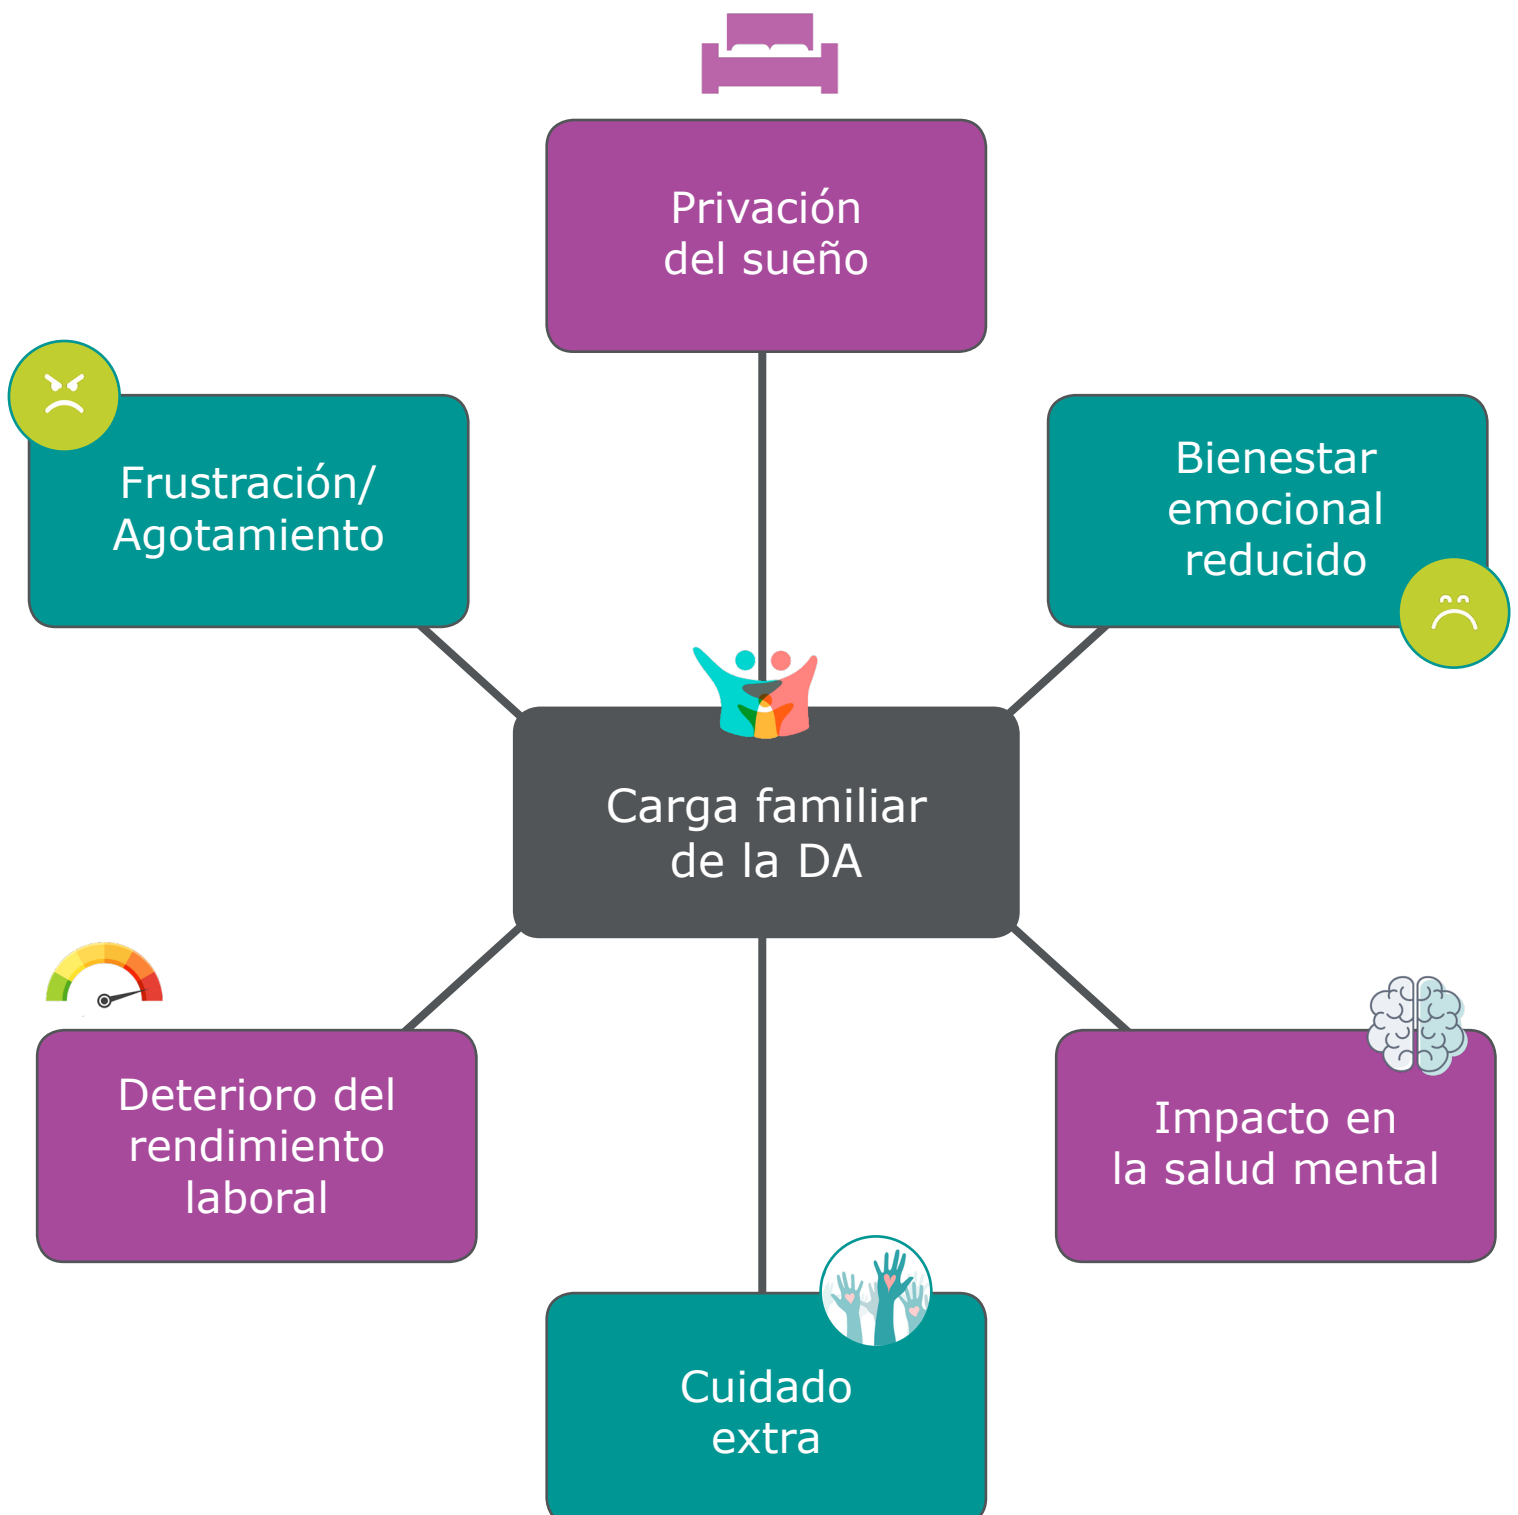 Privación
del sueño
Frustración/
Agotamiento
Bienestar
emocional
reducido
Carga familiar
de la DA
Deterioro del
rendimiento
laboral
Impacto en
la salud mental
Cuidado
extra